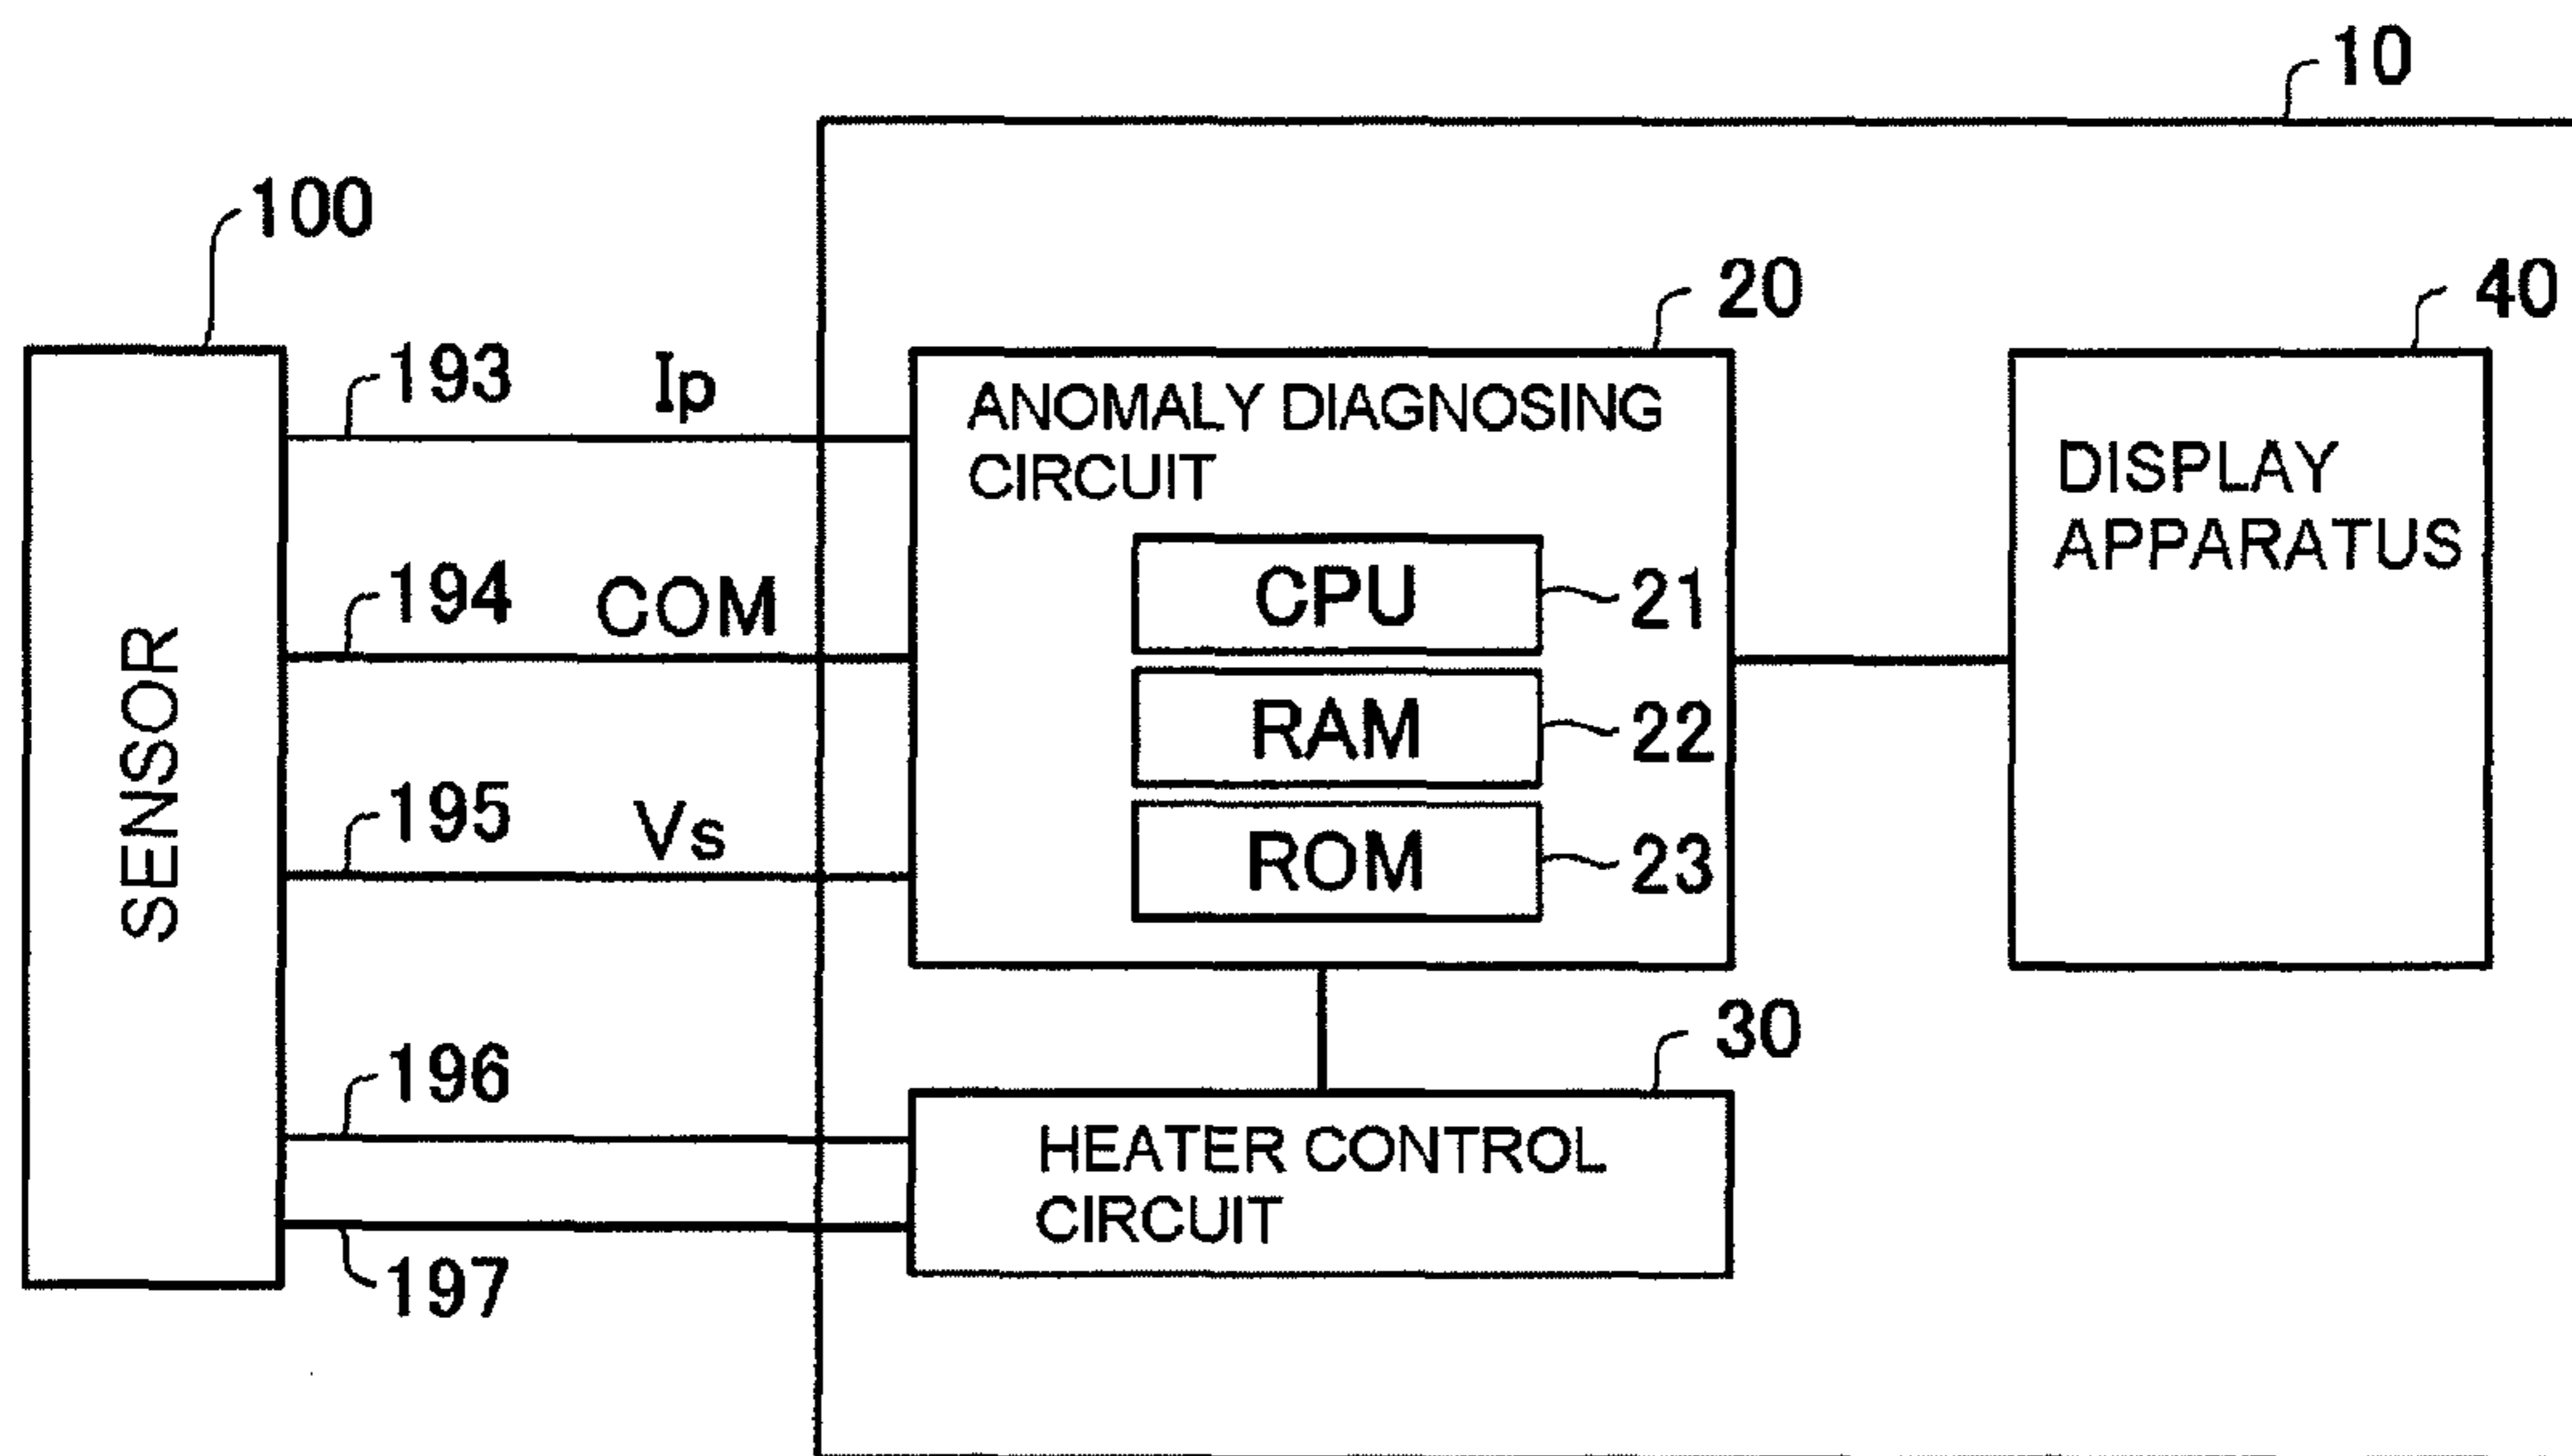 10
100
20
40
193
Ip
ANOMALY DIAGNOSING
CIRCUIT
DISPLAY
APPARATUS
194
COM
CPU
21
RAM
22
SENSOR
195
Vs
ROM
23
30
196
HEATER CONTROL
CIRCUIT
197